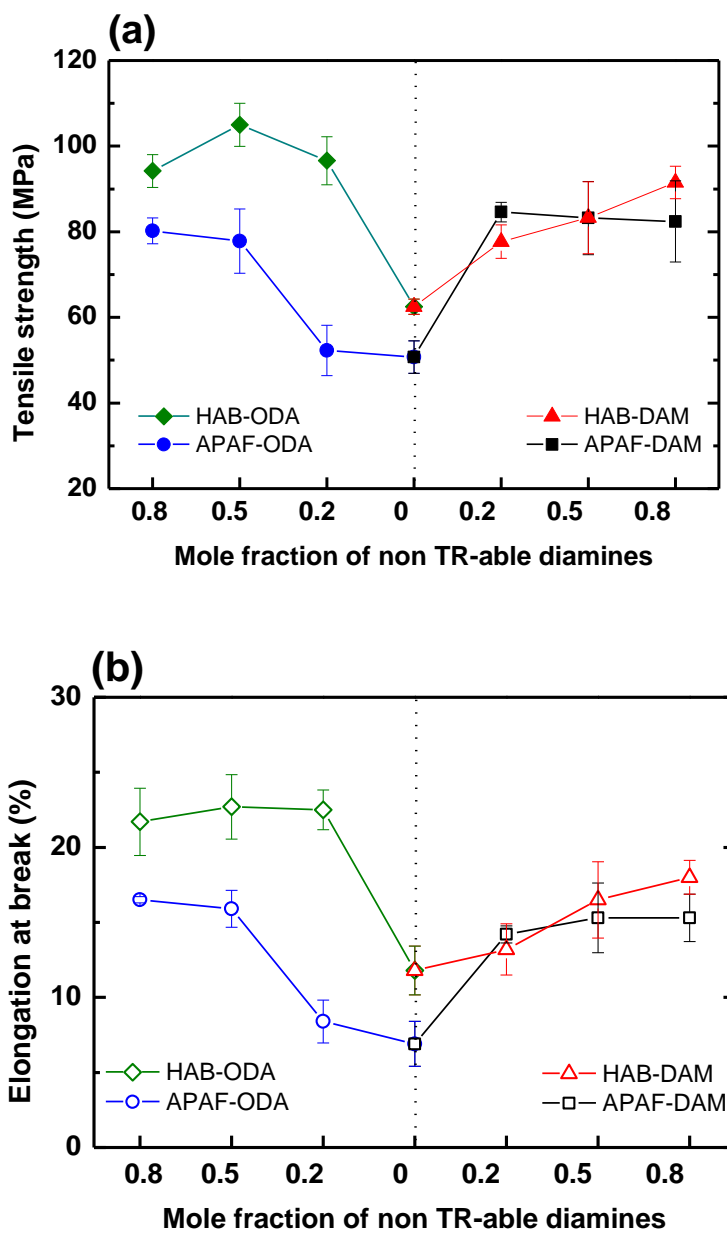 (a)
120
100
80
60
40
20
Tensile strength (MPa)
HAB-ODA
APAF-ODA
HAB-DAM
APAF-DAM
0.8 0.5 0.2 0 0.2 0.5 0.8
Mole fraction of non TR-able diamines
(b)
30
20
10
0
Elongation at break (%)
HAB-ODA
APAF-ODA
HAB-DAM
APAF-DAM
0.8 0.5 0.2 0 0.2 0.5 0.8
Mole fraction of non TR-able diamines